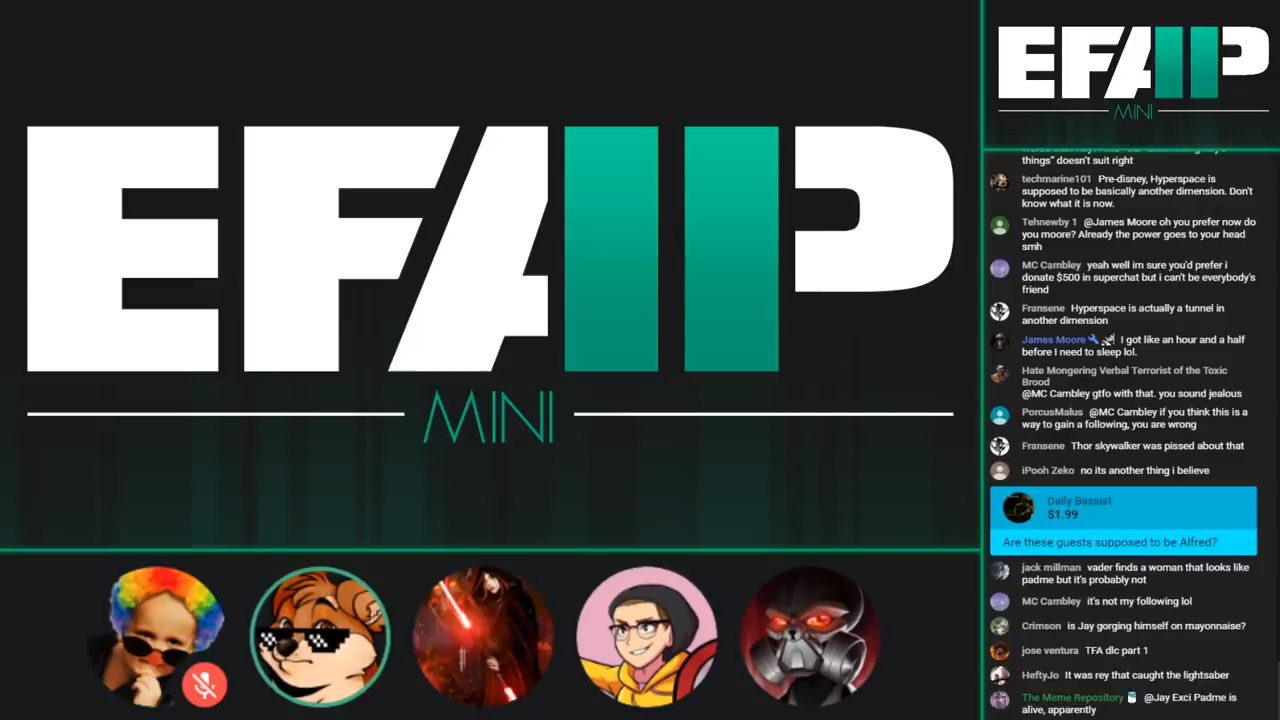 EFAP
MINI
EFAP
MINI
things" doesn't suit right
techmarine101 Pre-disney, Hyperspace is
supposed to be basically another dimension. Don't
know what it is now.
Tehnewby 1 @James Moore oh you prefer now do
you moore? Already the power goes to your head
smh
MC Cambley yeah well im sure you'd prefer i
donate $500 in superchat but i can't be everybody's
friend
Fransene Hyperspace is actually a tunnel in
another dimension
James Moore I got like an hour and a half
before I need to sleep lol.
Hate Mongering Verbal Terrorist of the Toxic
Brood
@MC Cambley gtfo with that. you sound jealous
PorcusMalus @MC Cambley if you think this is a
way to gain a following, you are wrong
Fransene Thor skywalker was pissed about that
iPooh Zeko no its another thing i believe
Daily Bassist
$1.99
Are these guests supposed to be Alfred?
jack millman vader finds a woman that looks like
padme but it's probably not
MC Cambley it's not my following lol
Crimson is Jay gorging himself on mayonnaise?
jose ventura TFA dlc part 1
HeftyJo It was rey that caught the lightsaber
The Meme Repository @Jay Exci Padme is
alive, apparently